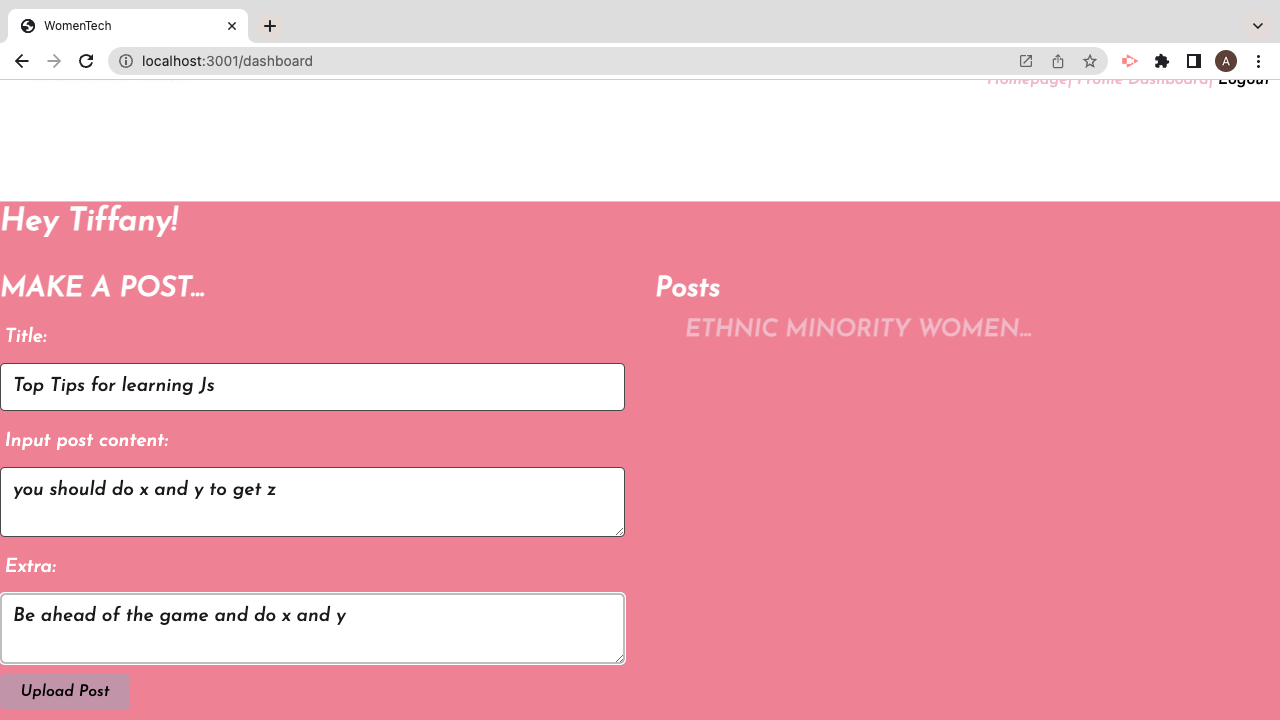 WomenTech
localhost:3001/dashboard
A
Homepage| Profile Dashboard| Logout
Hey Tiffany!
MAKE A POST...
Title:
Top Tips for learning Js
Input post content:
you should do x and y to get z
Extra:
Be ahead of the game and do x and y
Upload Post
Posts
ETHNIC MINORITY WOMEN...